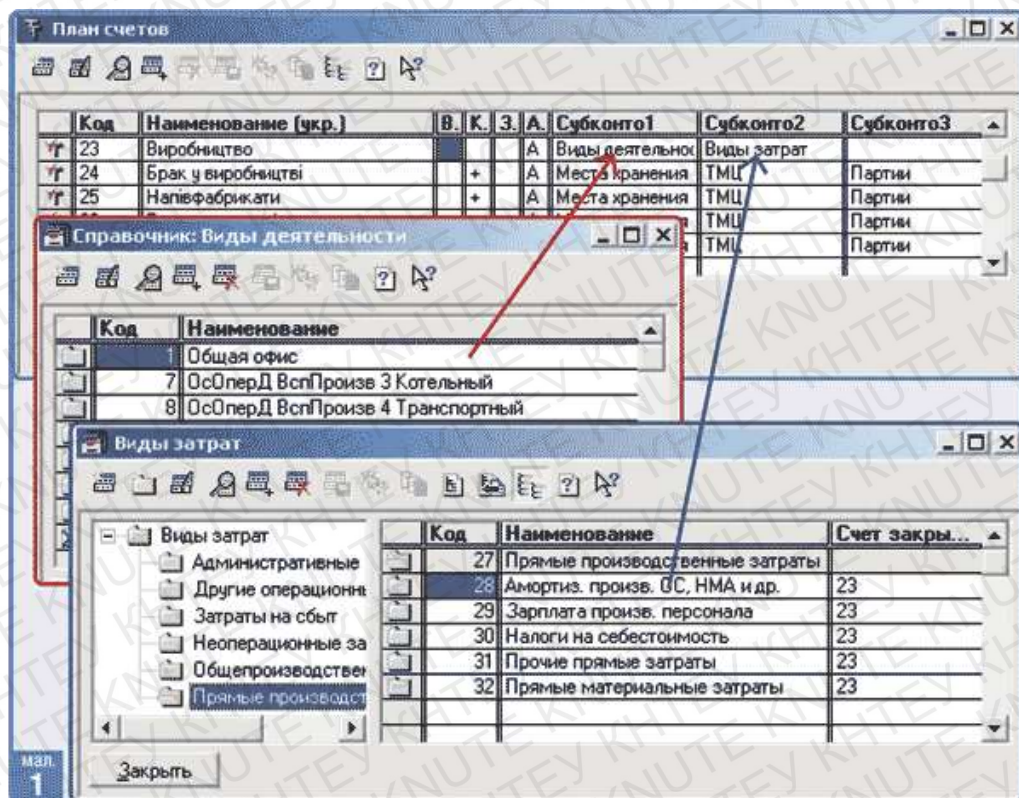 План счетов
Код Наименование (укр.) В. К. З. А. Субконто1 Субконто2 Субконто3
23 Виробництво А Виды деятельнос Виды затрат
24 Брак у виробництві + А Места хранения ТМЦ Партии
25 Напівфабрикати + А Места хранения ТМЦ Партии
ТМЦ Партии
ТМЦ Партии
Справочник: Виды деятельности
Код Наименование
1 Общая офис
7 ОсОперД ВспПроизв 3 Котельный
8 ОсОперД ВспПроизв 4 Транспортный
Виды затрат
Виды затрат
Административные
Другие операционн
Затраты на сбыт
Неоперационные за
Общепроизводствен
Прямые производст
Код Наименование Счет закры...
27 Прямые производственные затраты
28 Амортиз. произв. ОС, НМА и др. 23
29 Зарплата произв. персонала 23
30 Налоги на себестоимость 23
31 Прочие прямые затраты 23
32 Прямые материальные затраты 23
Закрыть
мал.
1
KHTEУ KNUTE